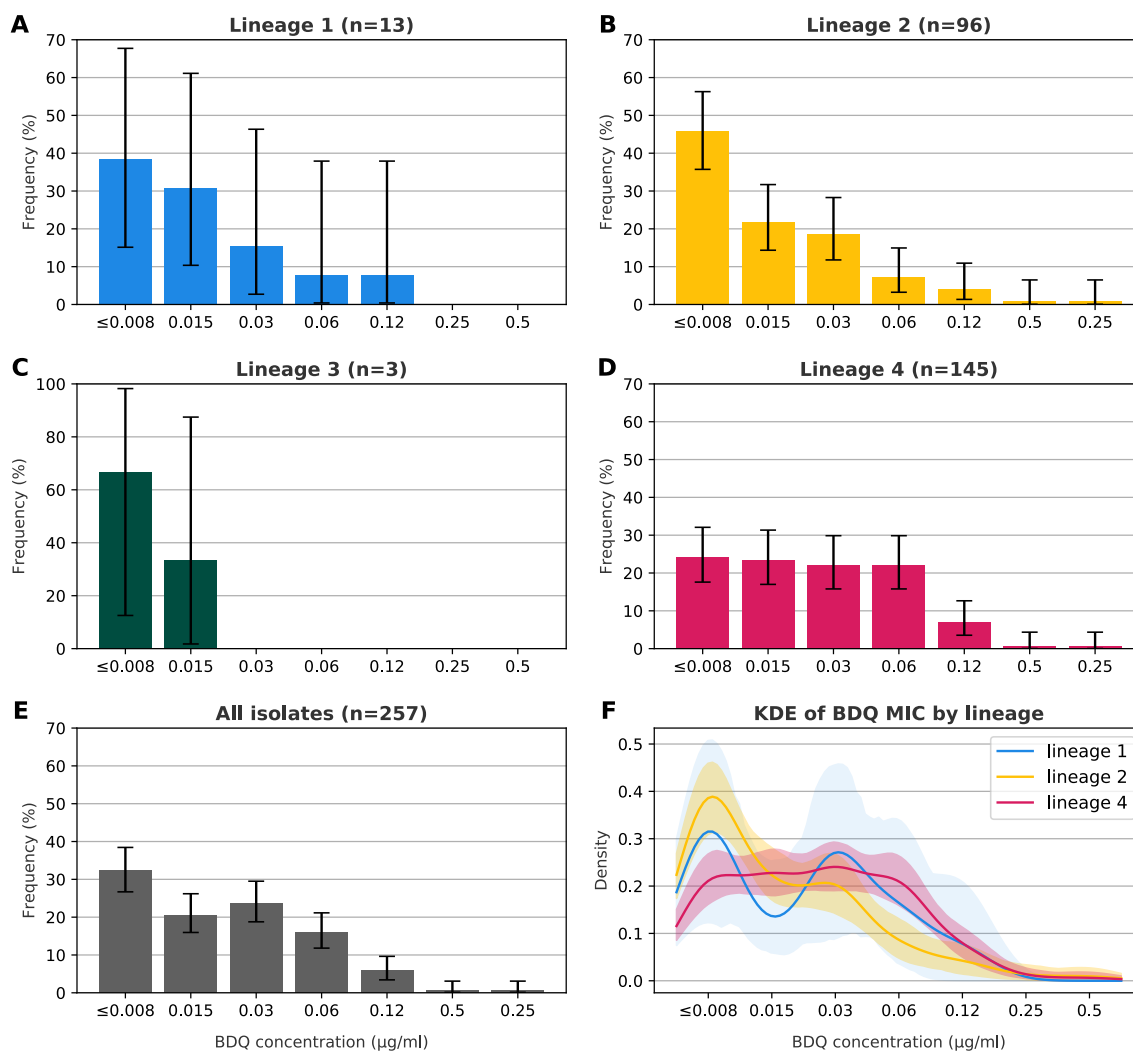 A
Lineage 1 (n=13)
Frequency (%)
70
60
50
40
30
20
10
0
≤0.008 0.015 0.03 0.06 0.12 0.25 0.5
B
Lineage 2 (n=96)
Frequency (%)
70
60
50
40
30
20
10
0
≤0.008 0.015 0.03 0.06 0.12 0.5 0.25
C
Lineage 3 (n=3)
Frequency (%)
100
80
60
40
20
0
≤0.008 0.015 0.03 0.06 0.12 0.25 0.5
D
Lineage 4 (n=145)
Frequency (%)
70
60
50
40
30
20
10
0
≤0.008 0.015 0.03 0.06 0.12 0.5 0.25
E
All isolates (n=257)
Frequency (%)
70
60
50
40
30
20
10
0
≤0.008 0.015 0.03 0.06 0.12 0.5 0.25
BDQ concentration (μg/ml)
F
KDE of BDQ MIC by lineage
lineage 1
lineage 2
lineage 4
Density
0.5
0.4
0.3
0.2
0.1
0.0
≤0.008 0.015 0.03 0.06 0.12 0.25 0.5
BDQ concentration (μg/ml)